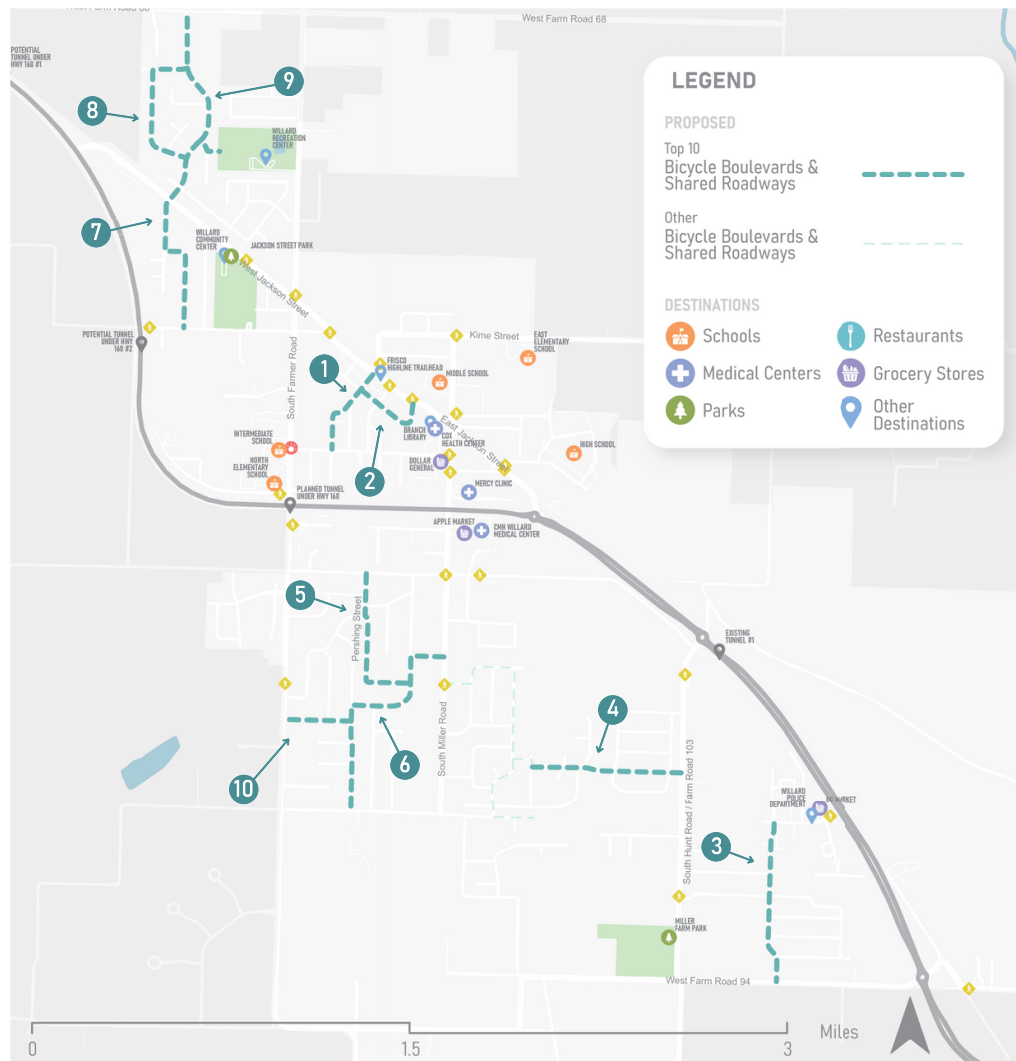 West Farm Road 68
POTENTIAL
TUNNEL UNDER
HWY 160 #1
9
8
WILLARD
RECREATION
CENTER
7
WILLARD
COMMUNITY
CENTER
JACKSON STREET PARK
West Jackson Street
POTENTIAL TUNNEL
UNDER HWY
160 #2
South Farmer Road
Kime Street
EAST
ELEMENTARY
SCHOOL
FRISCO
HIGHLINE TRAILHEAD
1
MIDDLE SCHOOL
INTERMEDIATE
SCHOOL
BRANCH
LIBRARY
COX
HEALTH CENTER
East Jackson Street
HIGH SCHOOL
NORTH
ELEMENTARY
SCHOOL
2
DOLLAR
GENERAL
MERCY CLINIC
PLANNED TUNNEL
UNDER HWY 160
APPLE MARKET
CMH WILLARD
MEDICAL CENTER
5
Pershing Street
EXISTING
TUNNEL #1
South Miller Road
4
6
10
South Hunt Road / Farm Road 103
WILLARD
POLICE
DEPARTMENT
MARKET
3
MILLER
FARM PARK
West Farm Road 94
LEGEND
PROPOSED
Top 10
Bicycle Boulevards &
Shared Roadways
Other
Bicycle Boulevards &
Shared Roadways
DESTINATIONS
Schools
Restaurants
Medical Centers
Grocery Stores
Parks
Other
Destinations
0
1.5
3
Miles